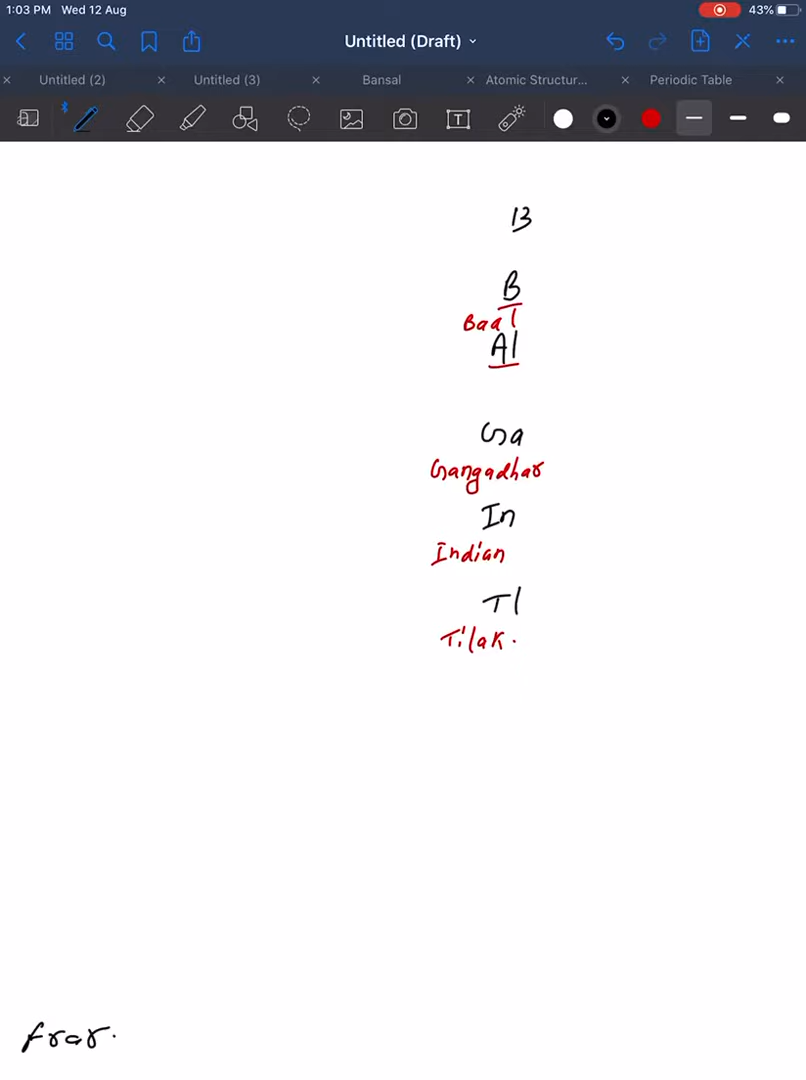 1:03 PM Wed 12 Aug 43%
Untitled (Draft)
Untitled (2) Untitled (3) Bansal Atomic Structur... Periodic Table
T
13
B
Baal
Al
Ga
Gangadhar
In
Indian
Tl
Tilak.